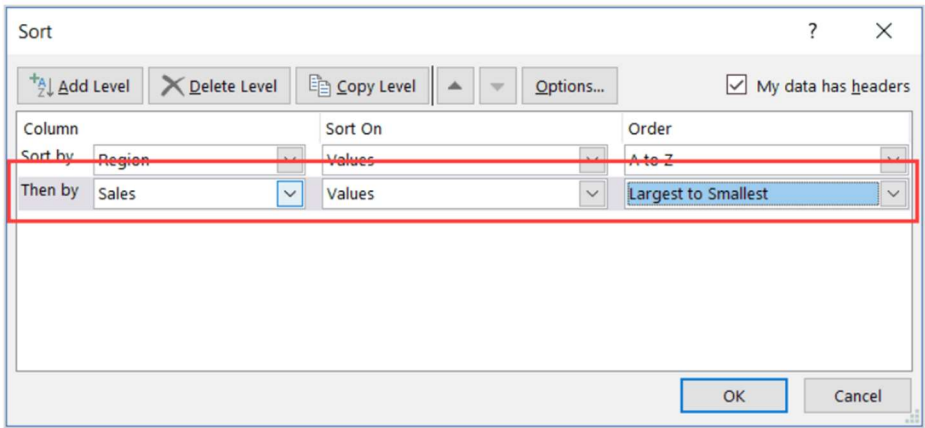 Sort ?
Add Level Delete Level Copy Level Options... My data has headers
Column Sort On Order
Sort by Region Values A to Z
Then by Sales Values Largest to Smallest
OK Cancel